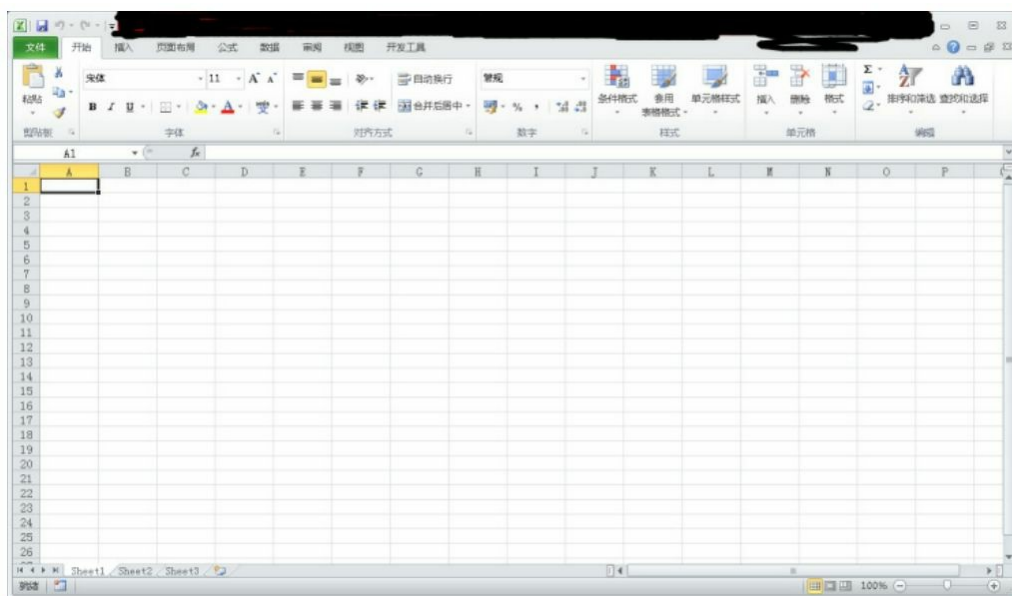 文件 开始 插入 页面布局 公式 数据 审阅 视图 开发工具
宋体 11 A A 自动换行 常规 Σ
粘贴 B I U A 合并后居中 % , 条件格式 套用 单元格样式 插入 删除 格式 排序和筛选 查找和选择
表格格式
剪贴板 字体 对齐方式 数字 样式 单元格 编辑
A1 fx
A B C D E F G H I J K L M N O P
1
2
3
4
5
6
7
8
9
10
11
12
13
14
15
16
17
18
19
20
21
22
23
24
25
26
Sheet1 Sheet2 Sheet3
就绪 100%